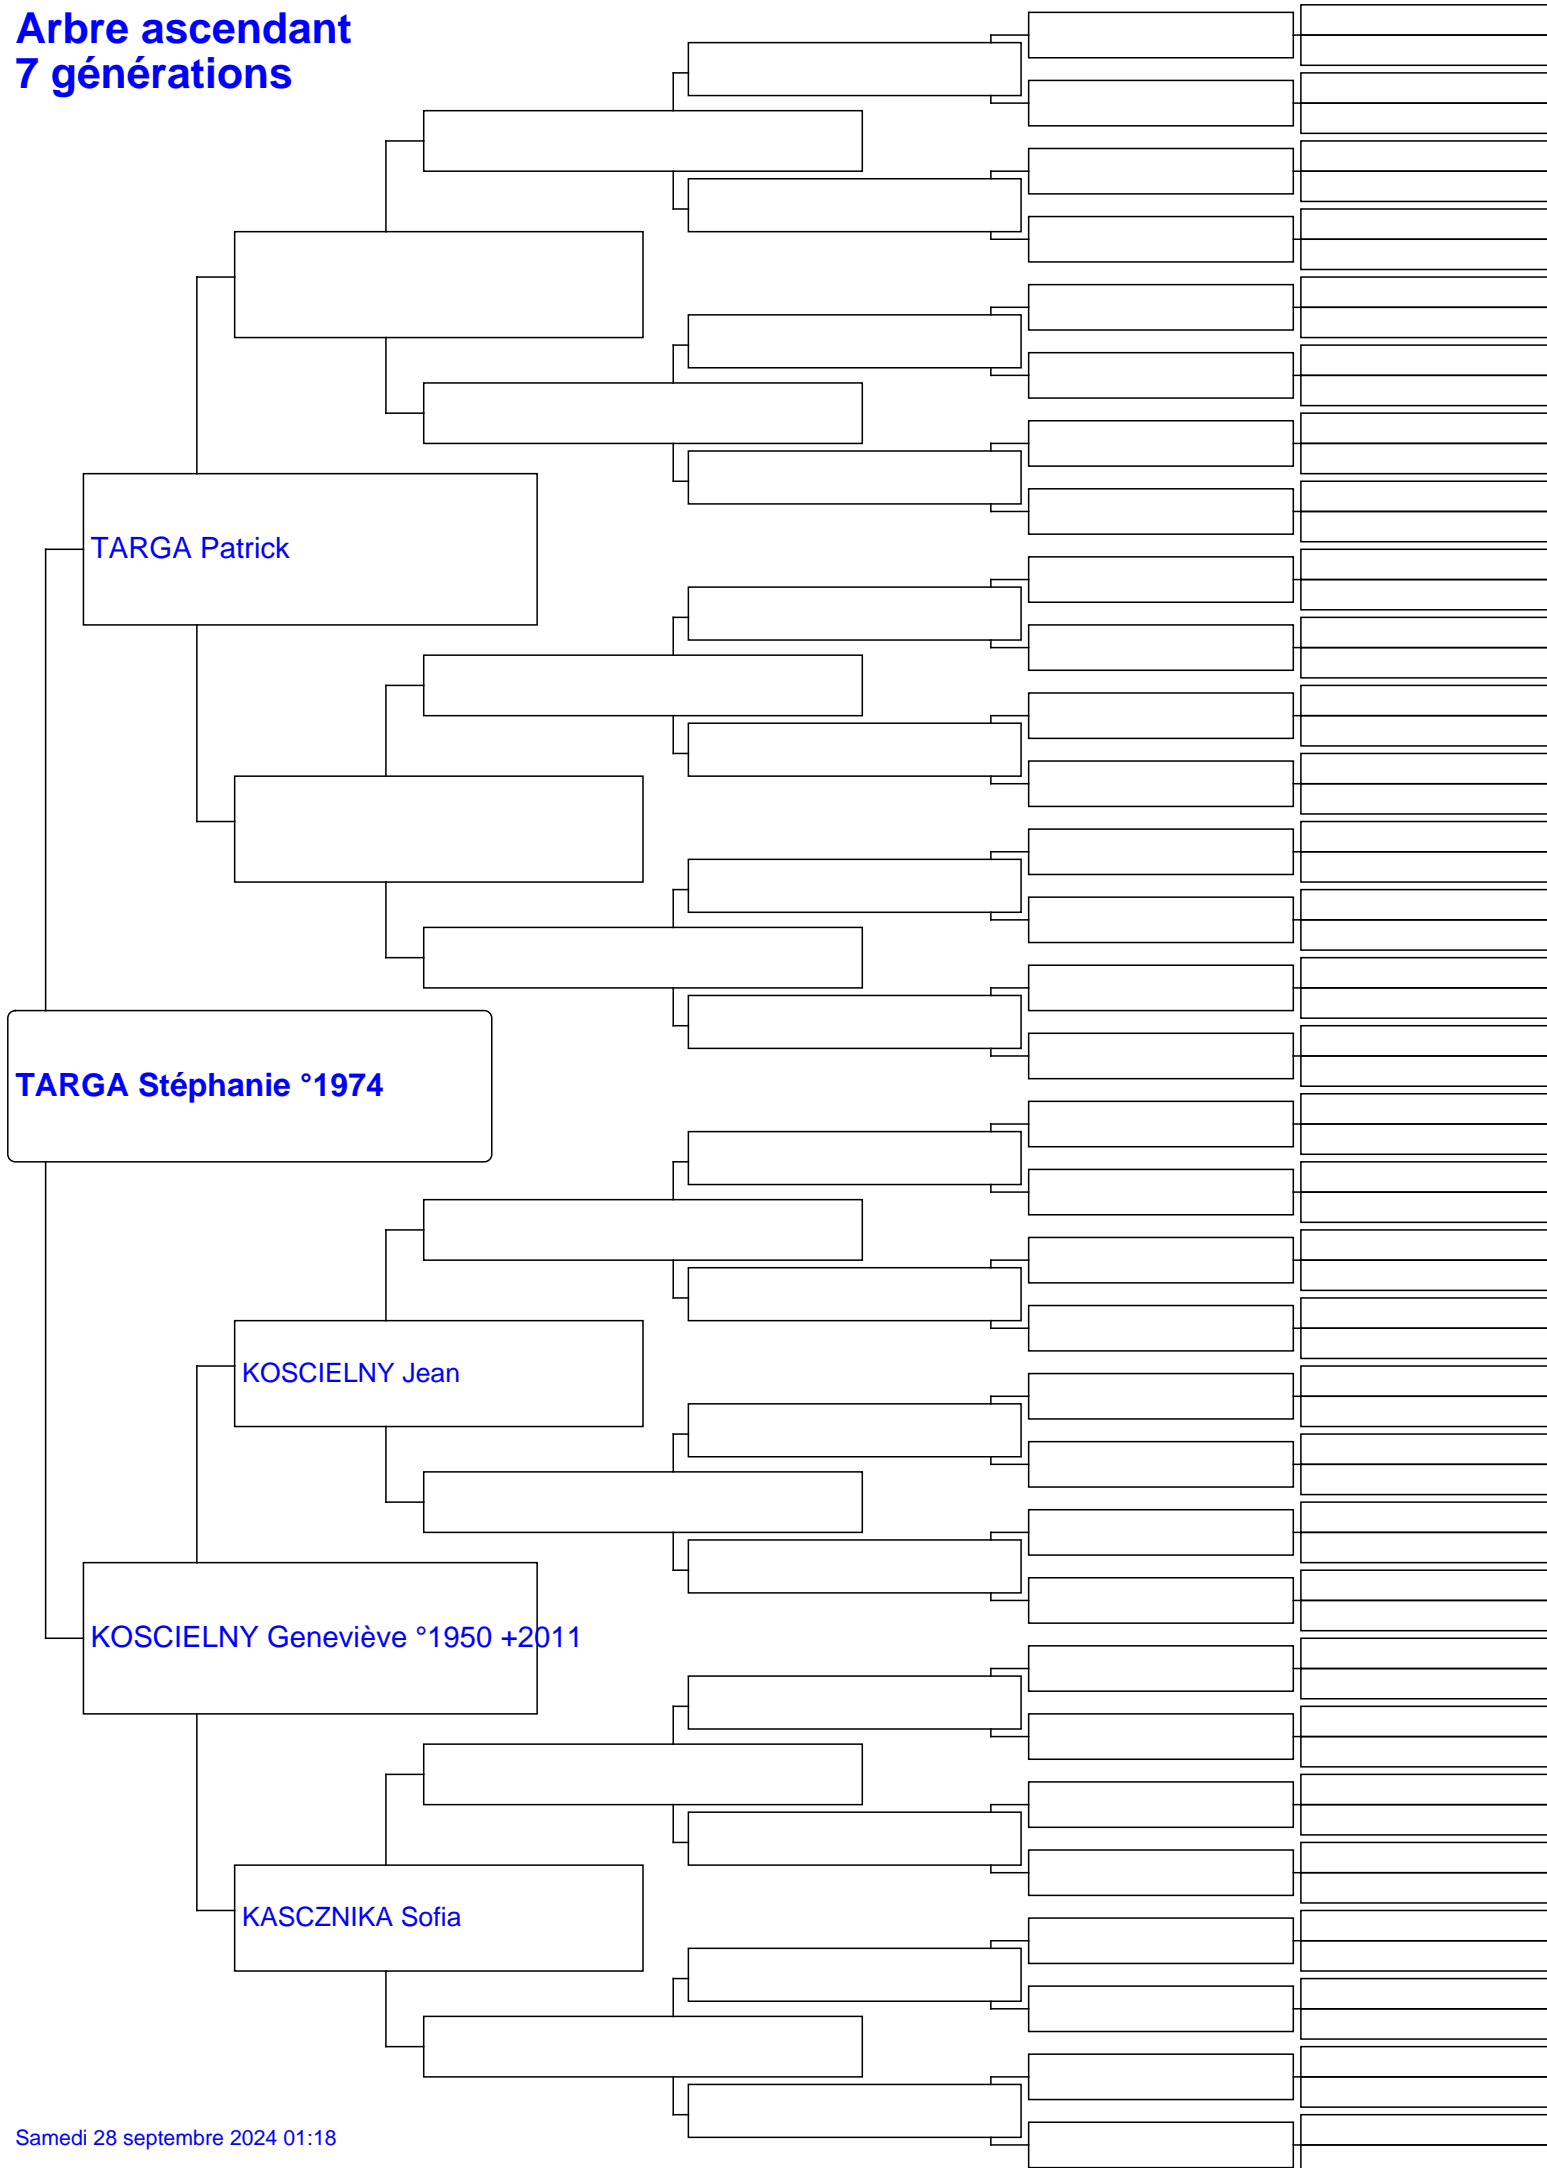 Arbre ascendant
7 générations
TARGA Patrick
TARGA Stéphanie °1974
KOSCIELNY Jean
KOSCIELNY Geneviève °1950 +2011
KASCZNIKA Sofia
Samedi 28 septembre 2024 01:18